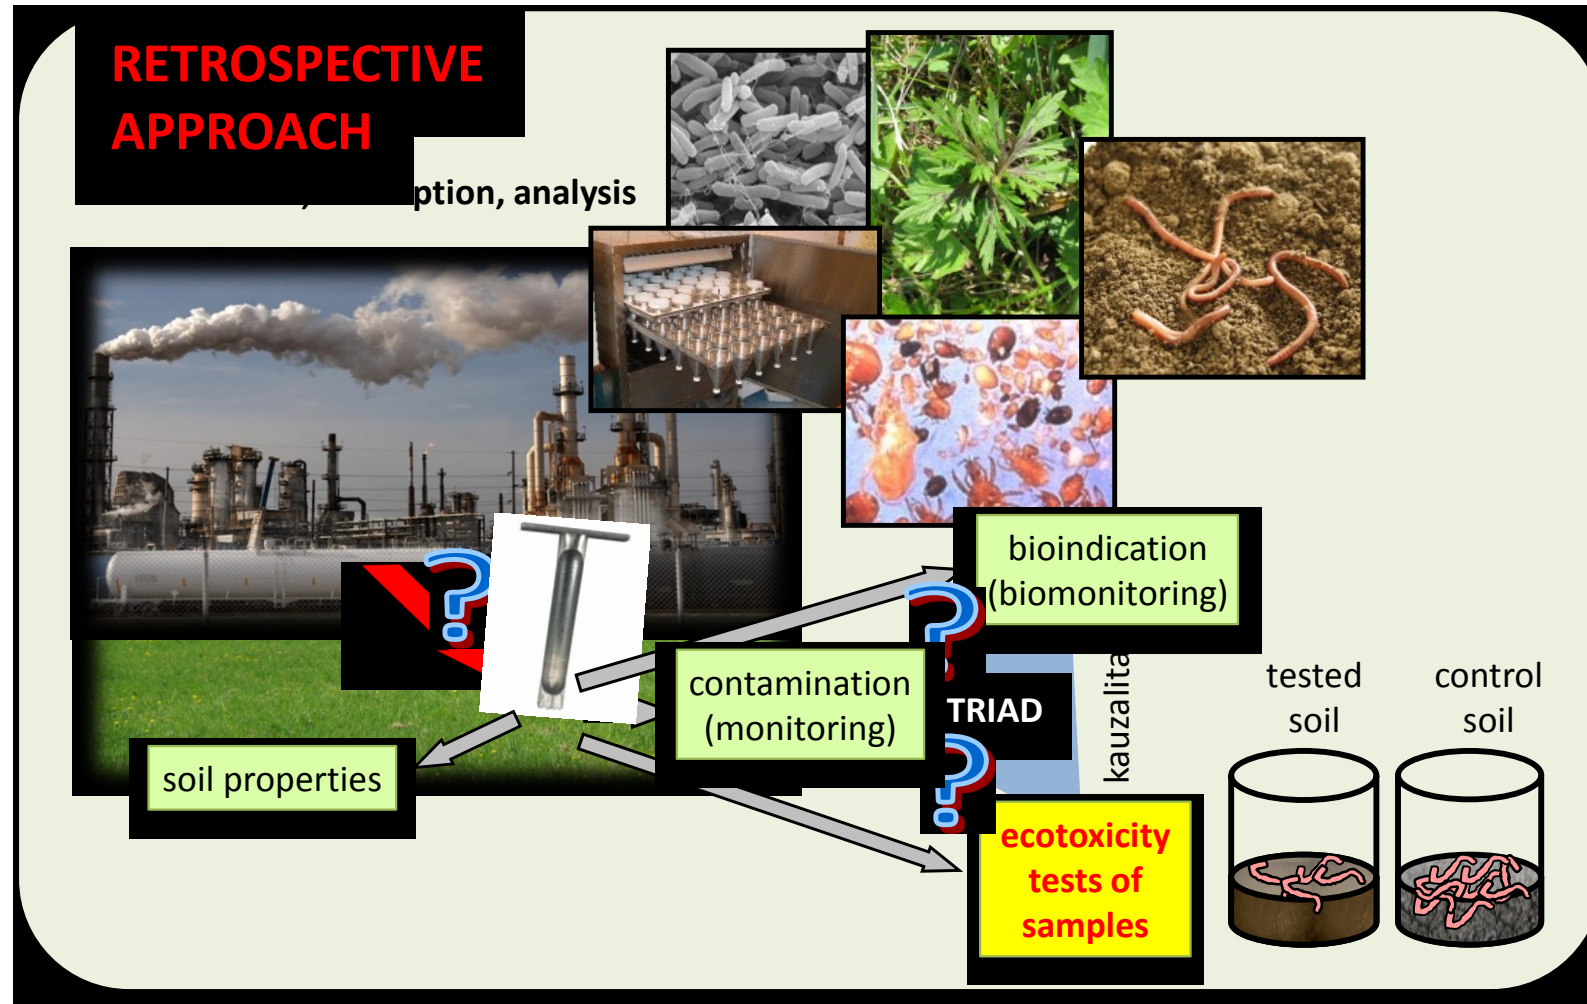 RETROSPECTIVE
APPROACH
analysis
bioindication
(biomonitoring)
contamination
(monitoring)
TRIAD
kauzalita
soil properties
ecotoxicity
tests of
samples
tested
soil
control
soil